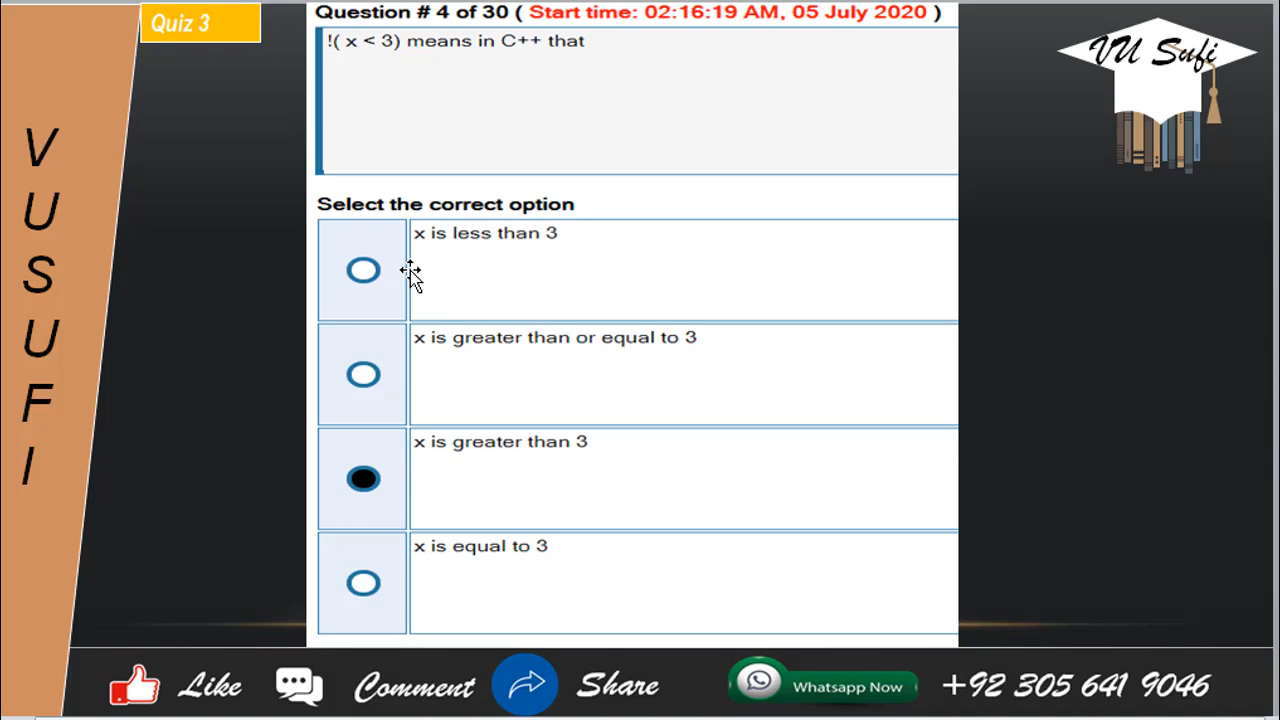 Quiz 3
Question # 4 of 30 ( Start time: 02:16:19 AM, 05 July 2020 )
!( x < 3) means in C++ that
VU Sufi
V
U
S
U
F
I
Select the correct option
x is less than 3
x is greater than or equal to 3
x is greater than 3
x is equal to 3
Like
Comment
Share
Whatsapp Now
+92 305 641 9046